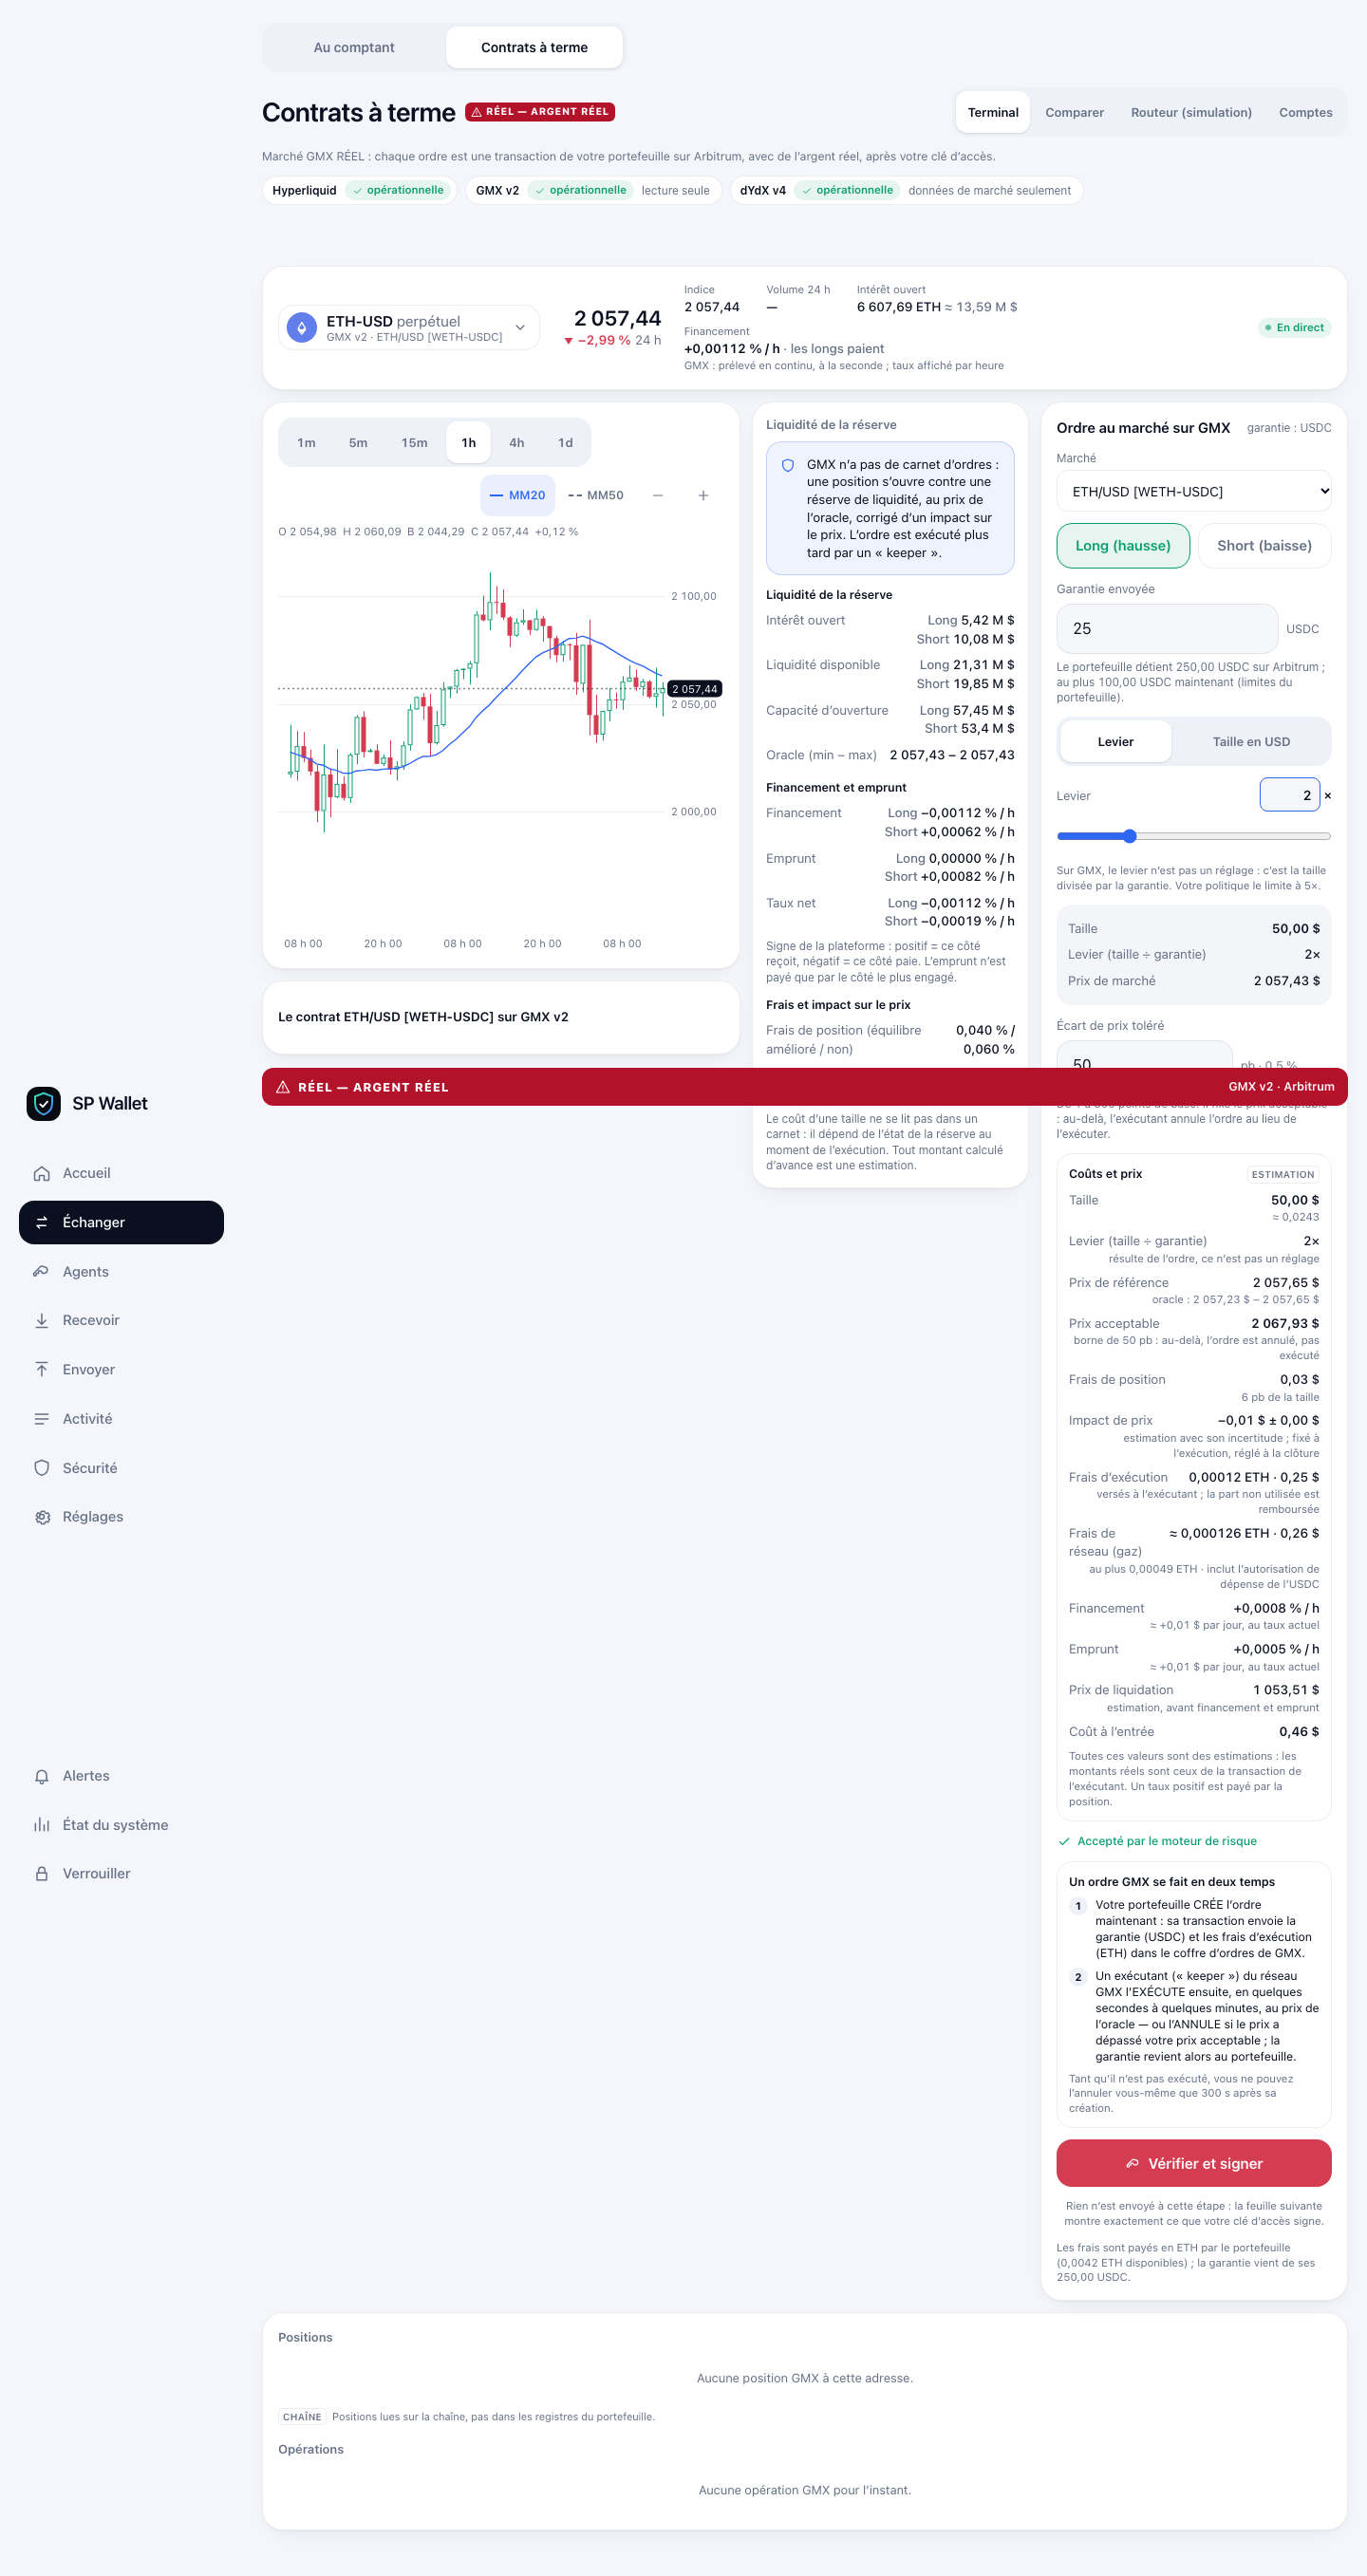 Au comptant
Contrats à terme
Contrats à terme
RÉEL — ARGENT RÉEL
Terminal
Comparer
Routeur (simulation)
Comptes
Marché GMX RÉEL : chaque ordre est une transaction de votre portefeuille sur Arbitrum, avec de l'argent réel, après votre clé d'accès.
Hyperliquid
opérationnelle
GMX v2
opérationnelle
lecture seule
dYdX v4
opérationnelle
données de marché seulement
ETH-USD perpétuel
GMX v2 · ETH/USD [WETH-USDC]
2 057,44
−2,99 % 24 h
Indice
2 057,44
Volume 24 h
—
Intérêt ouvert
6 607,69 ETH ≈ 13,59 M $
Financement
+0,00112 % / h · les longs paient
GMX : prélevé en continu, à la seconde ; taux affiché par heure
En direct
1m
5m
15m
1h
4h
1d
MM20
MM50
−
+
O 2 054,98 H 2 060,09 B 2 044,29 C 2 057,44 +0,12 %
2 100,00
2 057,44
2 050,00
2 000,00
08 h 00
20 h 00
08 h 00
20 h 00
08 h 00
Le contrat ETH/USD [WETH-USDC] sur GMX v2
Liquidité de la réserve
GMX n'a pas de carnet d'ordres :
une position s'ouvre contre une
réserve de liquidité, au prix de
l'oracle, corrigé d'un impact sur
le prix. L'ordre est exécuté plus
tard par un « keeper ».
Liquidité de la réserve
Intérêt ouvert
Long 5,42 M $
Short 10,08 M $
Liquidité disponible
Long 21,31 M $
Short 19,85 M $
Capacité d'ouverture
Long 57,45 M $
Short 53,4 M $
Oracle (min – max)
2 057,43 – 2 057,43
Financement et emprunt
Financement
Long −0,00112 % / h
Short +0,00062 % / h
Emprunt
Long 0,00000 % / h
Short +0,00082 % / h
Taux net
Long −0,00112 % / h
Short −0,00019 % / h
Signe de la plateforme : positif = ce côté
reçoit, négatif = ce côté paie. L'emprunt n'est
payé que par le côté le plus engagé.
Frais et impact sur le prix
Frais de position (équilibre
amélioré / non)
0,040 % /
0,060 %
Le coût d'une taille ne se lit pas dans un
carnet : il dépend de l'état de la réserve au
moment de l'exécution. Tout montant calculé
d'avance est une estimation.
Ordre au marché sur GMX
garantie : USDC
Marché
ETH/USD [WETH-USDC]
Long (hausse)
Short (baisse)
Garantie envoyée
25
USDC
Le portefeuille détient 250,00 USDC sur Arbitrum ;
au plus 100,00 USDC maintenant (limites du
portefeuille).
Levier
Taille en USD
Levier
2
×
Sur GMX, le levier n'est pas un réglage : c'est la taille
divisée par la garantie. Votre politique le limite à 5×.
Taille
50,00 $
Levier (taille ÷ garantie)
2×
Prix de marché
2 057,43 $
Écart de prix toléré
50
pb · 0,5 %
RÉEL — ARGENT RÉEL
GMX v2 · Arbitrum
: au-delà, l'exécutant annule l'ordre au lieu de
l'exécuter.
Coûts et prix
ESTIMATION
Taille
50,00 $
≈ 0,0243
Levier (taille ÷ garantie)
2×
résulte de l'ordre, ce n'est pas un réglage
Prix de référence
2 057,65 $
oracle : 2 057,23 $ – 2 057,65 $
Prix acceptable
2 067,93 $
borne de 50 pb : au-delà, l'ordre est annulé, pas
exécuté
Frais de position
0,03 $
6 pb de la taille
Impact de prix
−0,01 $ ± 0,00 $
estimation avec son incertitude ; fixé à
l'exécution, réglé à la clôture
Frais d'exécution
0,00012 ETH · 0,25 $
versés à l'exécutant ; la part non utilisée est
remboursée
Frais de
réseau (gaz)
≈ 0,000126 ETH · 0,26 $
au plus 0,00049 ETH · inclut l'autorisation de
dépense de l'USDC
Financement
+0,0008 % / h
≈ +0,01 $ par jour, au taux actuel
Emprunt
+0,0005 % / h
≈ +0,01 $ par jour, au taux actuel
Prix de liquidation
1 053,51 $
estimation, avant financement et emprunt
Coût à l'entrée
0,46 $
Toutes ces valeurs sont des estimations : les
montants réels sont ceux de la transaction de
l'exécutant. Un taux positif est payé par la
position.
Accepté par le moteur de risque
Un ordre GMX se fait en deux temps
1
Votre portefeuille CRÉE l'ordre
maintenant : sa transaction envoie la
garantie (USDC) et les frais d'exécution
(ETH) dans le coffre d'ordres de GMX.
2
Un exécutant (« keeper ») du réseau
GMX l'EXÉCUTE ensuite, en quelques
secondes à quelques minutes, au prix de
l'oracle — ou l'ANNULE si le prix a
dépassé votre prix acceptable ; la
garantie revient alors au portefeuille.
Tant qu'il n'est pas exécuté, vous ne pouvez
l'annuler vous-même que 300 s après sa
création.
Vérifier et signer
Rien n'est envoyé à cette étape : la feuille suivante
montre exactement ce que votre clé d'accès signe.
Les frais sont payés en ETH par le portefeuille
(0,0042 ETH disponibles) ; la garantie vient de ses
250,00 USDC.
SP Wallet
Accueil
Échanger
Agents
Recevoir
Envoyer
Activité
Sécurité
Réglages
Alertes
État du système
Verrouiller
Positions
Aucune position GMX à cette adresse.
CHAÎNE
Positions lues sur la chaîne, pas dans les registres du portefeuille.
Opérations
Aucune opération GMX pour l'instant.